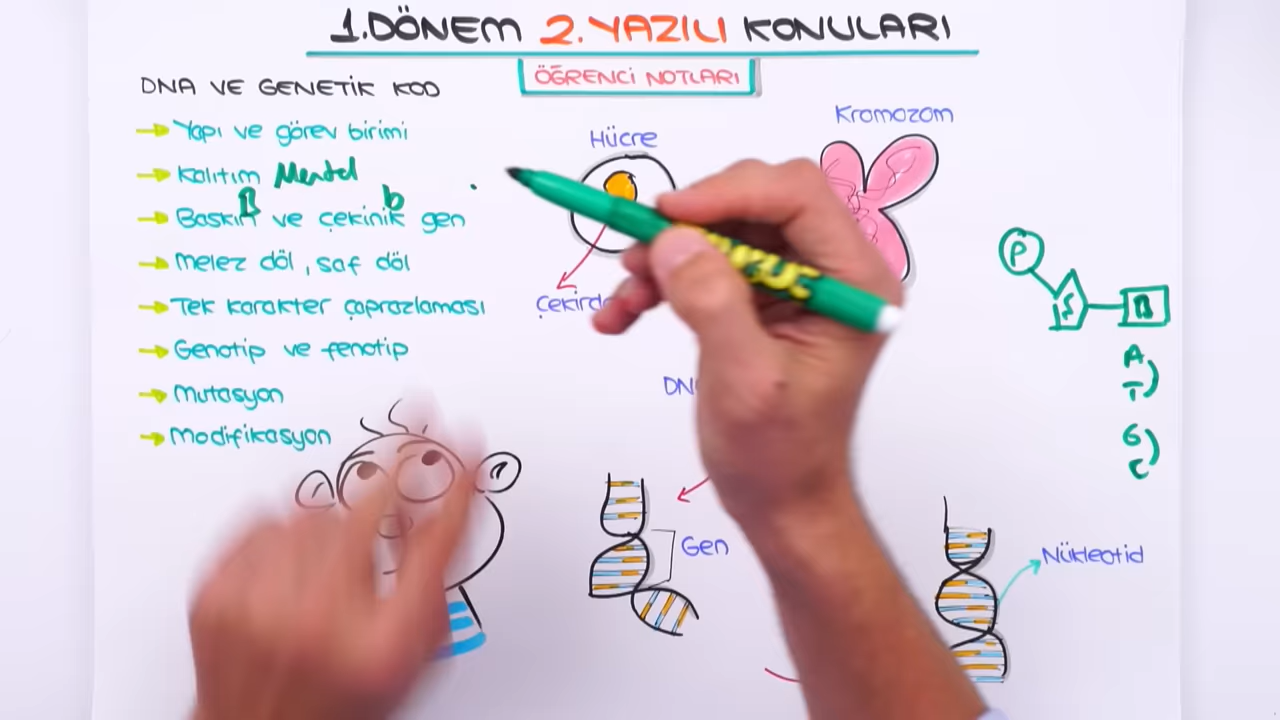 1.DÖNEM 2.YAZILI KONULARI
ÖĞRENCİ NOTLARI
DNA VE GENETİK KOD
→ Yapı ve görev birimi
→ Kalıtım Mendel
B b
→ Baskın ve çekinik gen
→ Melez döl, saf döl
→ Tek karakter çaprazlaması
→ Genotip ve fenotip
→ Mutasyon
→ Modifikasyon
Hücre
Kromozom
P
Ş
B
A
T
G
C
Gen
Nükleotid